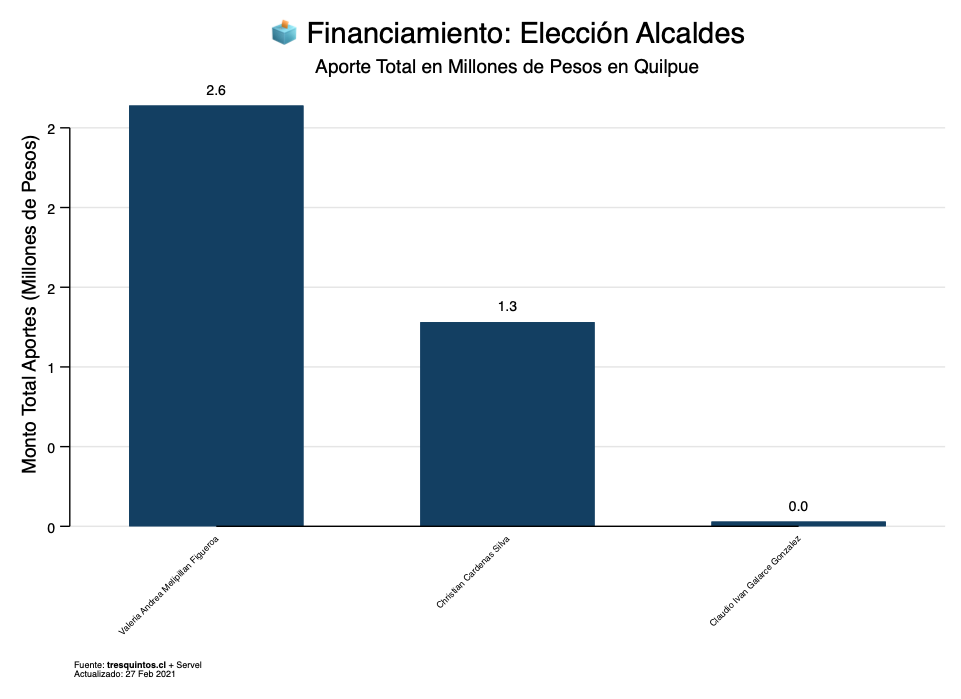 Financiamiento: Elección Alcaldes
Aporte Total en Millones de Pesos en Quilpue
Monto Total Aportes (Millones de Pesos)
2
2
2
1
0
0
2.6
1.3
0.0
Valeria Andrea Melipillan Figueroa
Christian Cardenas Silva
Claudio Ivan Galarce Gonzalez
Fuente: tresquintos.cl + Servel
Actualizado: 27 Feb 2021